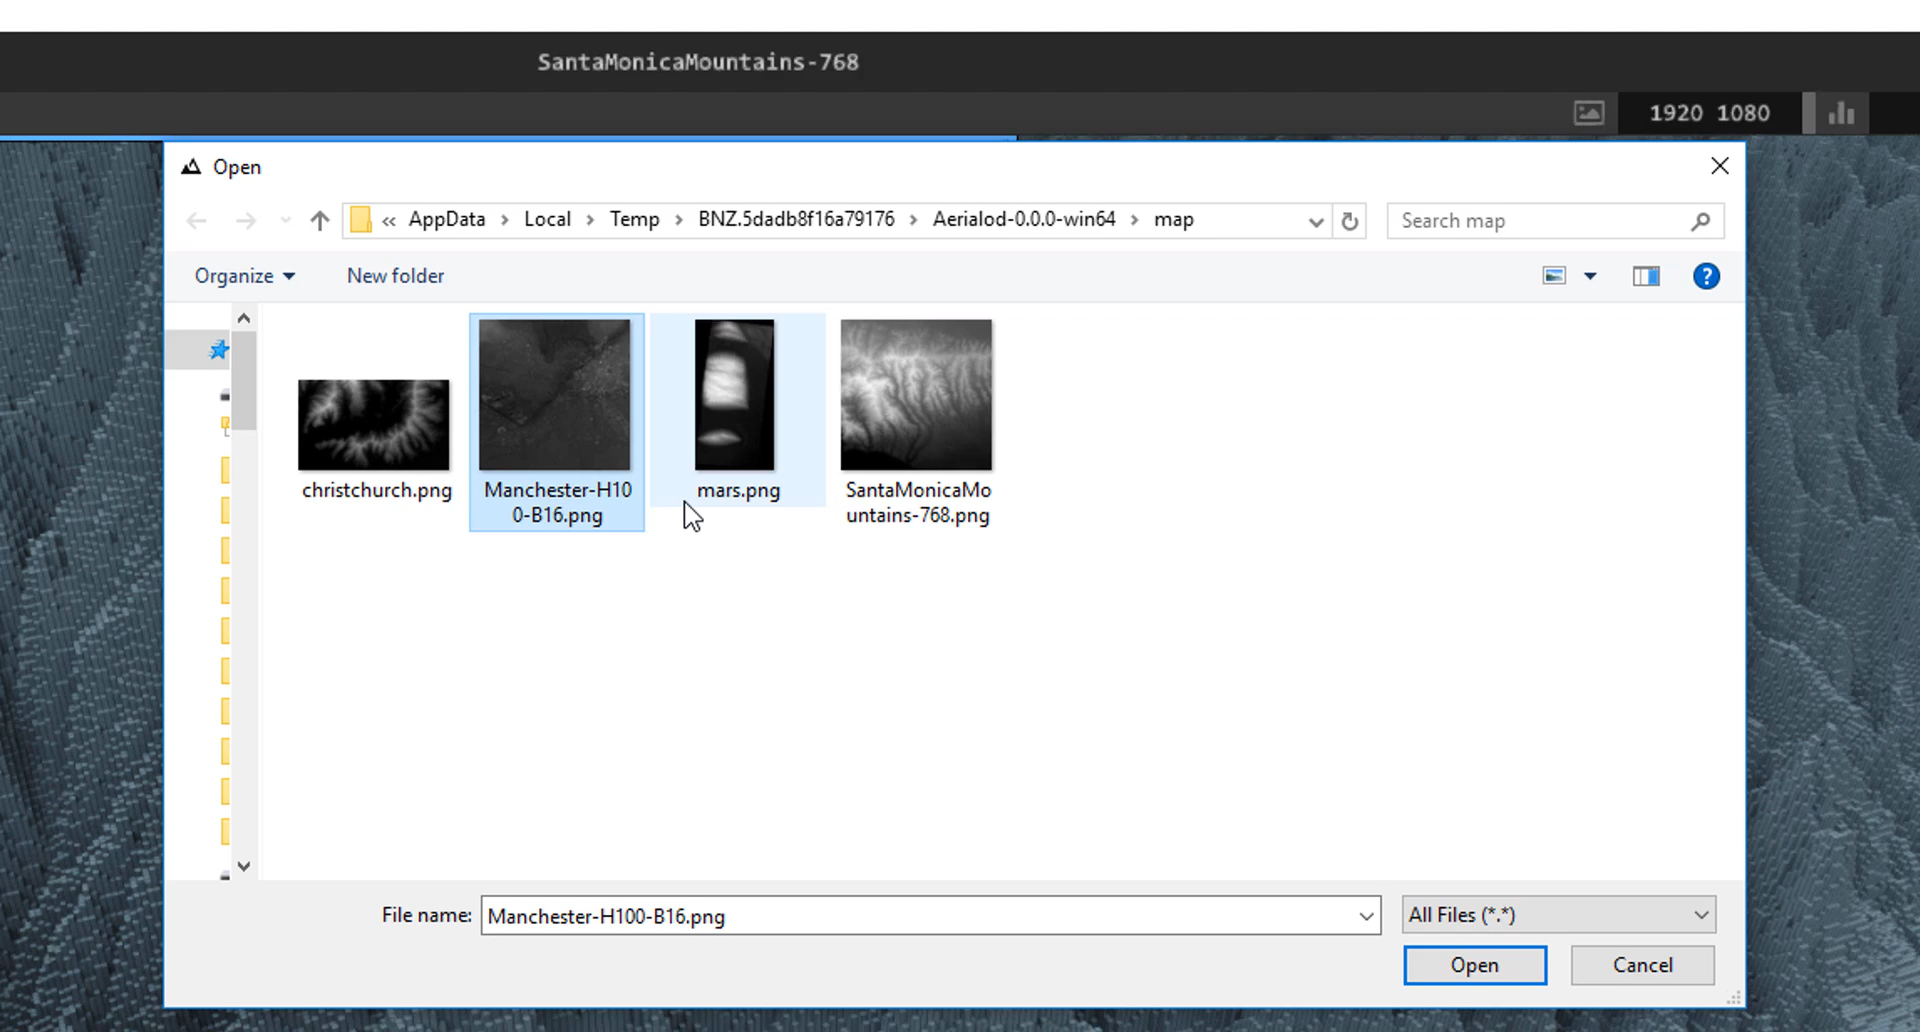 SantaMonicaMountains-768
1920 1080
Open
« AppData › Local › Temp › BNZ.5dadb8f16a79176 › Aerialod-0.0.0-win64 › map
Search map
Organize
New folder
?
christchurch.png
Manchester-H10
0-B16.png
mars.png
SantaMonicaMo
untains-768.png
File name:
Manchester-H100-B16.png
All Files (*.*)
Open
Cancel